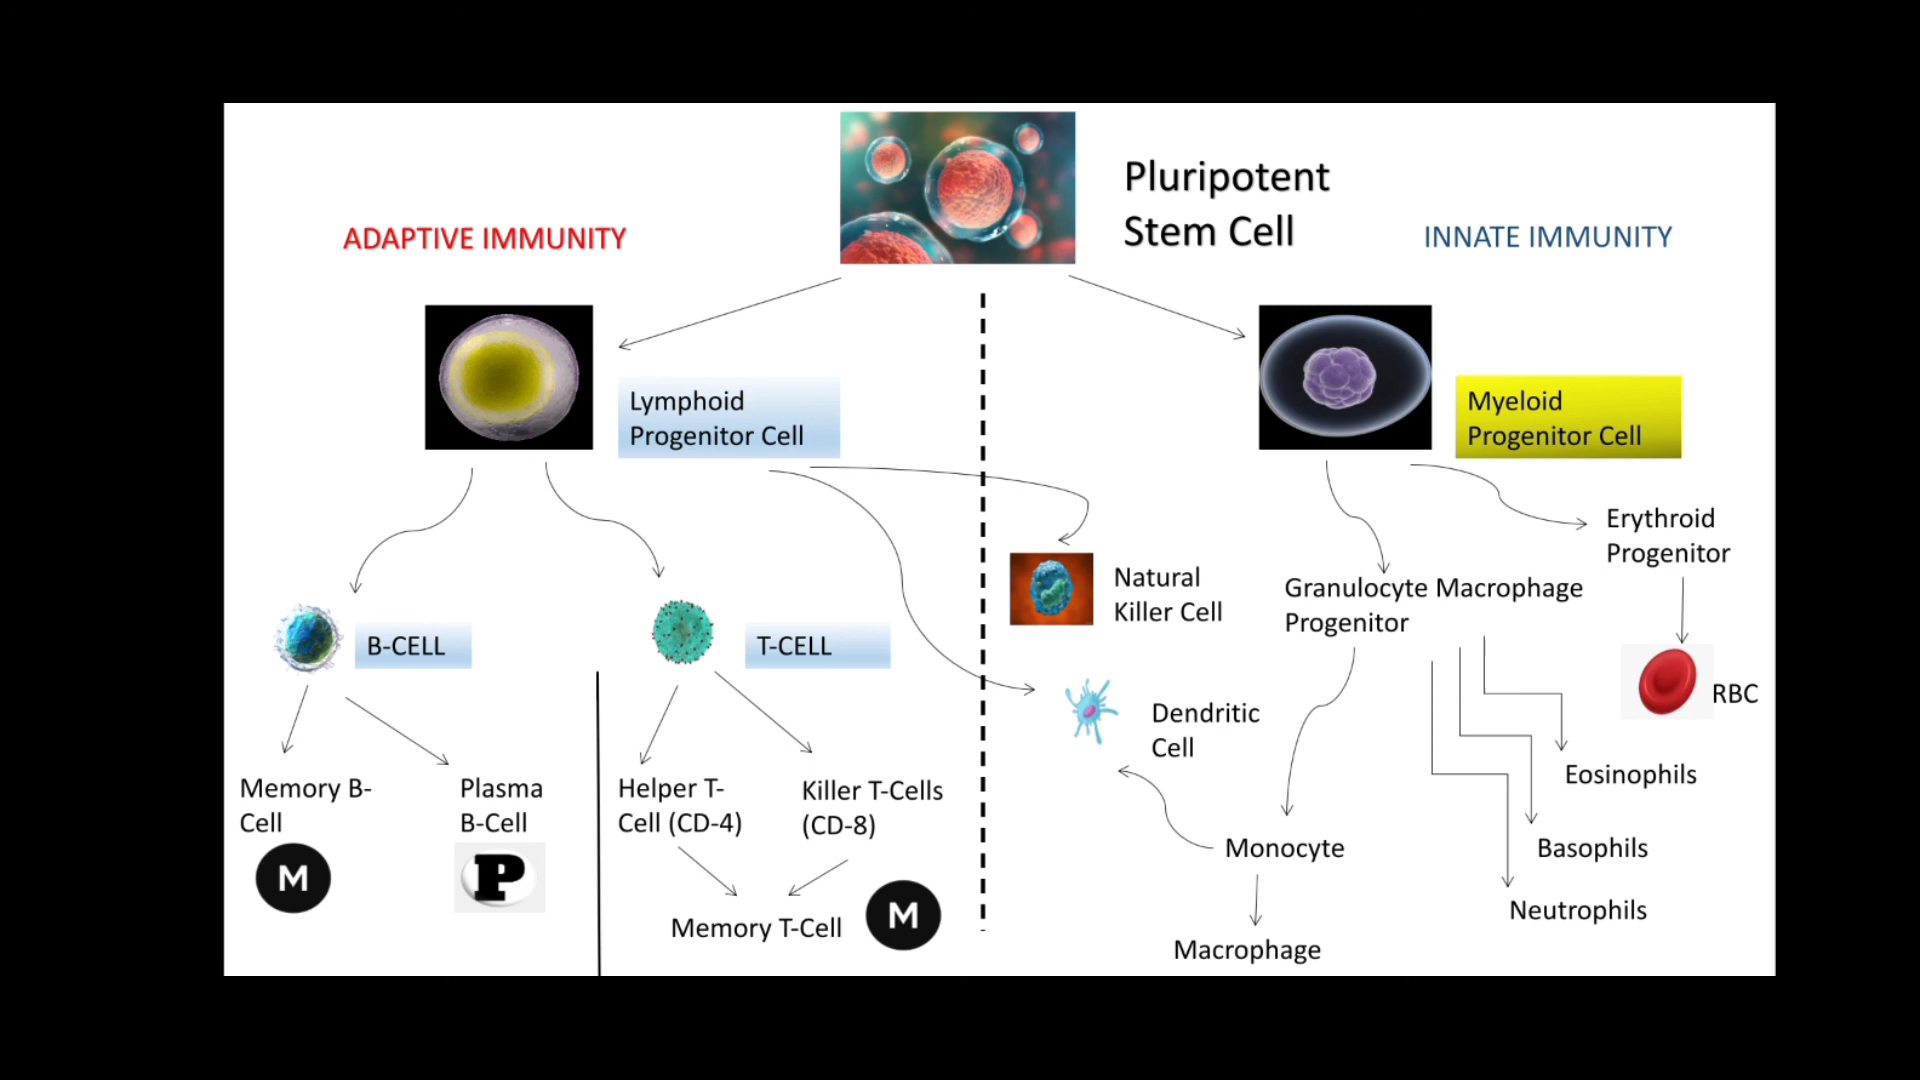 Pluripotent
Stem Cell
ADAPTIVE IMMUNITY
INNATE IMMUNITY
Lymphoid
Progenitor Cell
Myeloid
Progenitor Cell
Erythroid
Progenitor
Natural
Killer Cell
Granulocyte Macrophage
Progenitor
B-CELL
T-CELL
RBC
Dendritic
Cell
Memory B-
Cell
Plasma
B-Cell
Helper T-
Cell (CD-4)
Killer T-Cells
(CD-8)
Eosinophils
Monocyte
Basophils
M
P
Neutrophils
Memory T-Cell
M
Macrophage